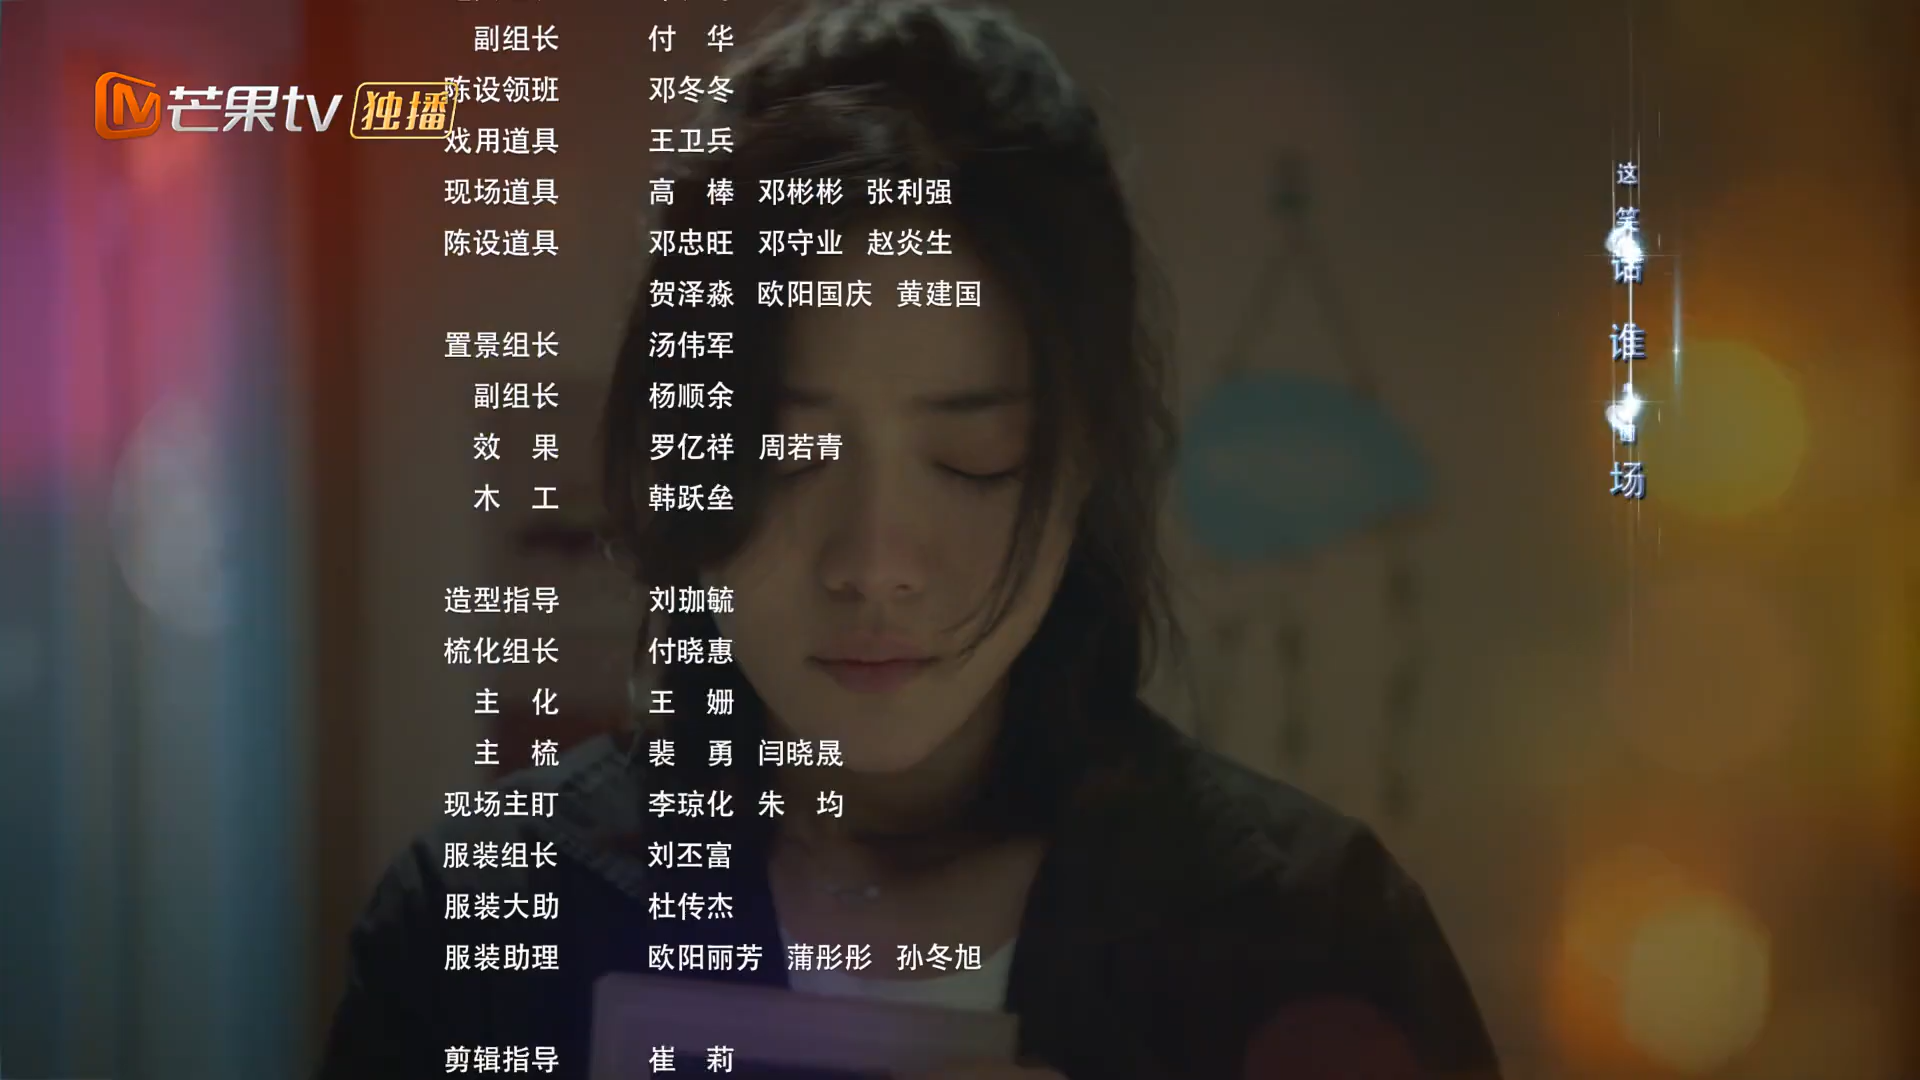 副组长 付 华
芒果tv 独播
陈设领班 邓冬冬
戏用道具 王卫兵
现场道具 高 棒 邓彬彬 张利强
陈设道具 邓忠旺 邓守业 赵炎生
贺泽淼 欧阳国庆 黄建国
置景组长 汤伟军
副组长 杨顺余
效 果 罗亿祥 周若青
木 工 韩跃垒
造型指导 刘珈毓
梳化组长 付晓惠
主 化 王 姗
主 梳 裴 勇 闫晓晟
现场主盯 李琼化 朱 均
服装组长 刘丕富
服装大助 杜传杰
服装助理 欧阳丽芳 蒲彤彤 孙冬旭
剪辑指导 崔 莉
这笑话 谁 场